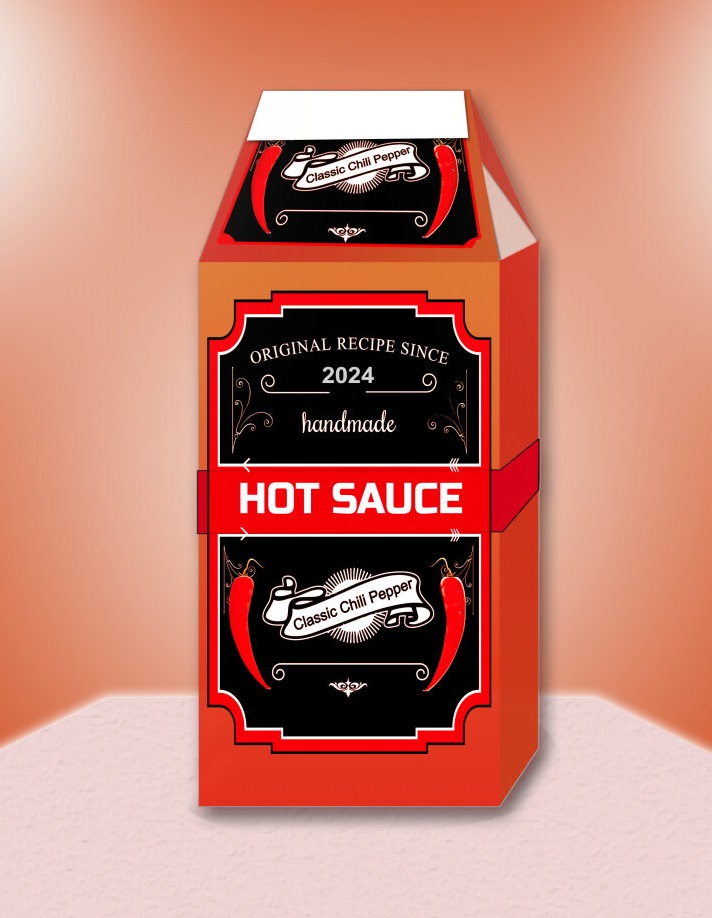 Classic Chili Pepper
ORIGINAL RECIPE SINCE
2024
handmade
HOT SAUCE
Classic Chili Pepper